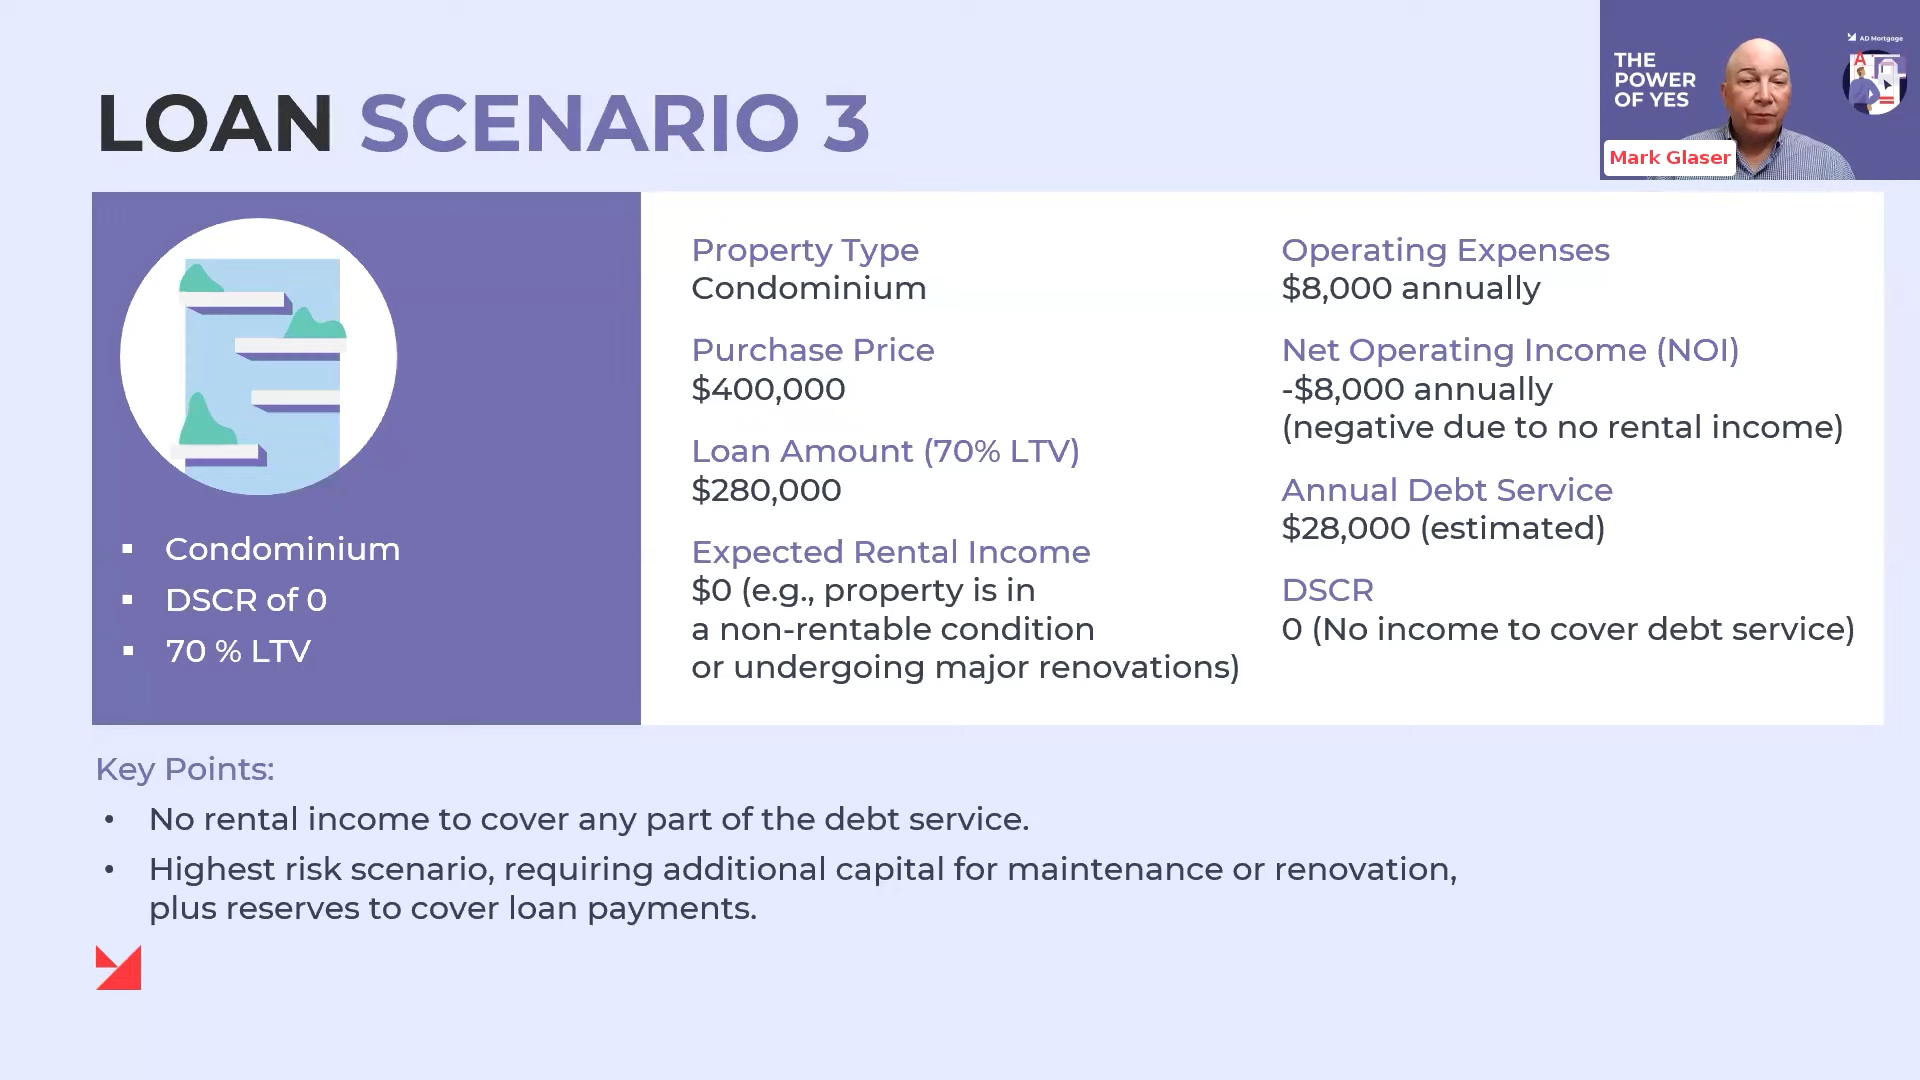 LOAN SCENARIO 3
THE
POWER
OF YES
AD Mortgage
A
Mark Glaser
▪ Condominium
▪ DSCR of 0
▪ 70 % LTV
Property Type
Condominium
Purchase Price
$400,000
Loan Amount (70% LTV)
$280,000
Expected Rental Income
$0 (e.g., property is in
a non-rentable condition
or undergoing major renovations)
Operating Expenses
$8,000 annually
Net Operating Income (NOI)
-$8,000 annually
(negative due to no rental income)
Annual Debt Service
$28,000 (estimated)
DSCR
0 (No income to cover debt service)
Key Points:
• No rental income to cover any part of the debt service.
• Highest risk scenario, requiring additional capital for maintenance or renovation,
plus reserves to cover loan payments.